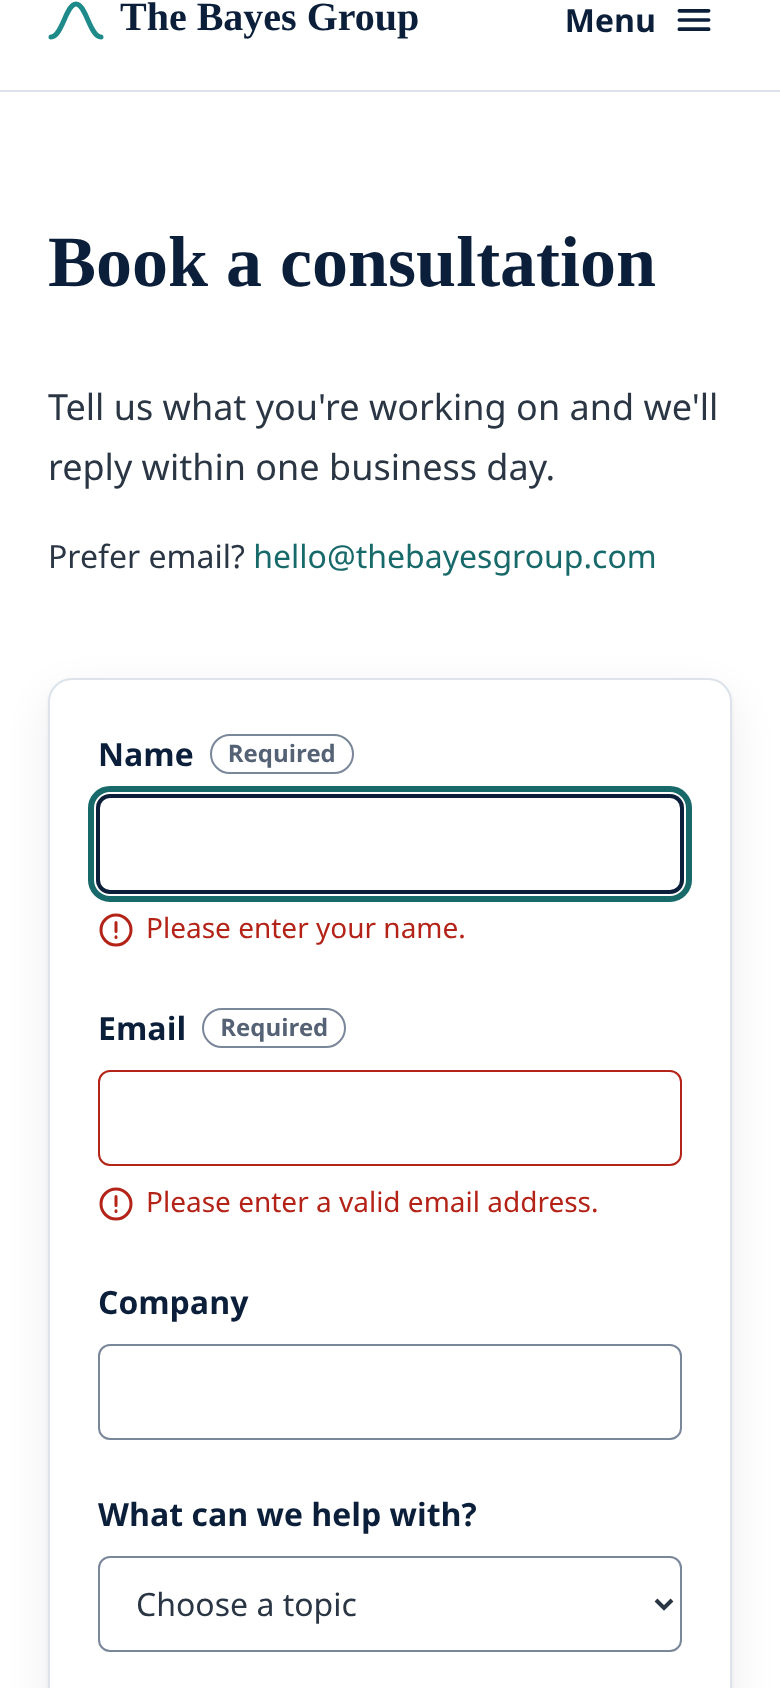 The Bayes Group
Menu
Book a consultation
Tell us what you're working on and we'll
reply within one business day.
Prefer email? hello@thebayesgroup.com
Name Required
Please enter your name.
Email Required
Please enter a valid email address.
Company
What can we help with?
Choose a topic